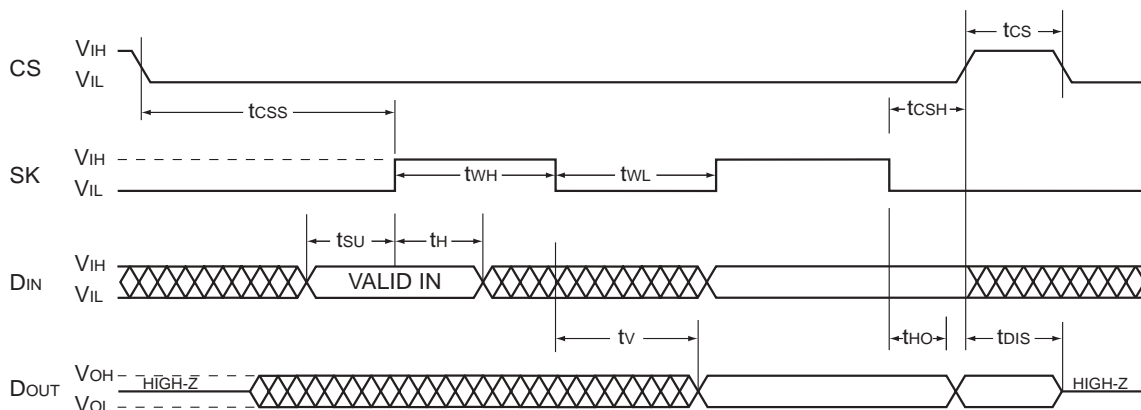 tCS
VIH
CS
VIL
tCSS
tCSH
VIH
SK
tWH
tWL
VIL
tSU
tH
VIH
DIN
VALID IN
VIL
tV
tHO
tDIS
VOH
DOUT
HIGH-Z
HIGH-Z
VOL